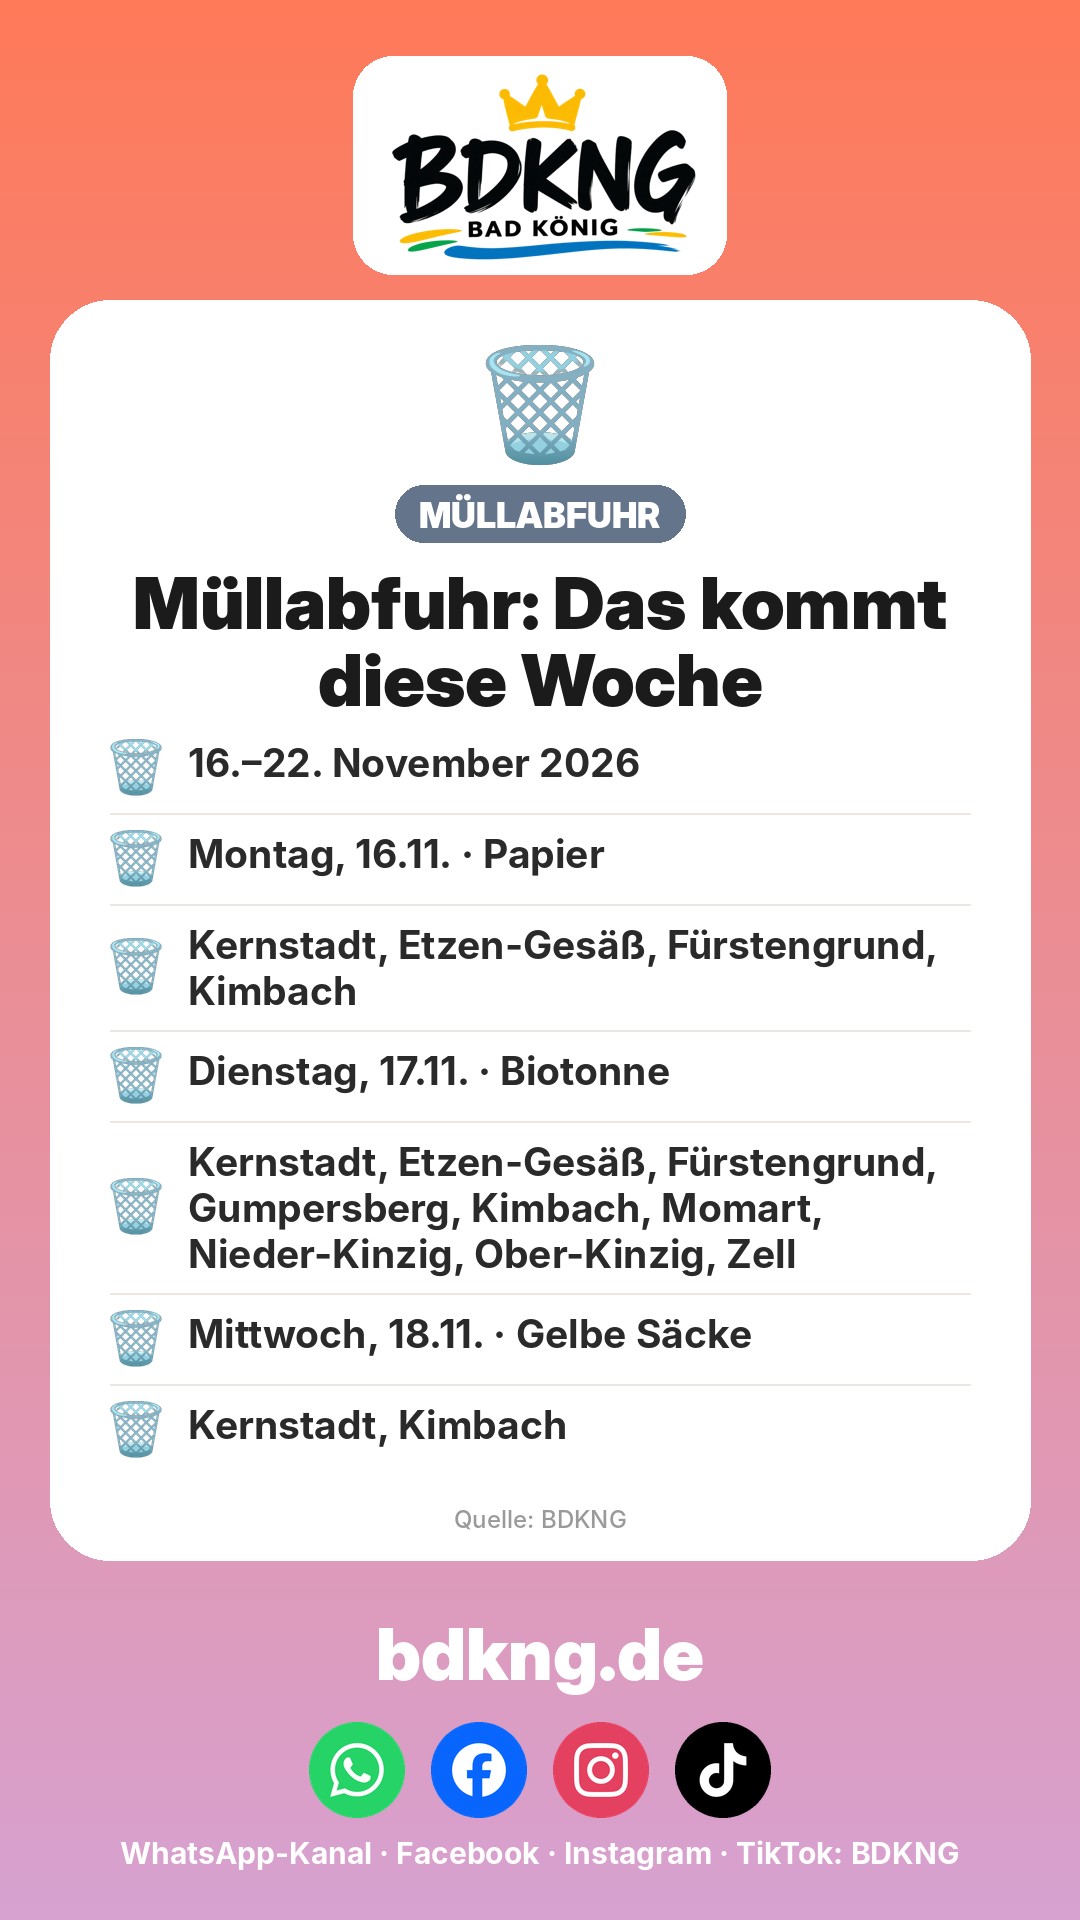 BDKNG
BAD KÖNIG
MÜLLABFUHR
Müllabfuhr: Das kommt
diese Woche
16.–22. November 2026
Montag, 16.11. · Papier
Kernstadt, Etzen-Gesäß, Fürstengrund,
Kimbach
Dienstag, 17.11. · Biotonne
Kernstadt, Etzen-Gesäß, Fürstengrund,
Gumpersberg, Kimbach, Momart,
Nieder-Kinzig, Ober-Kinzig, Zell
Mittwoch, 18.11. · Gelbe Säcke
Kernstadt, Kimbach
Quelle: BDKNG
bdkng.de
WhatsApp-Kanal · Facebook · Instagram · TikTok: BDKNG